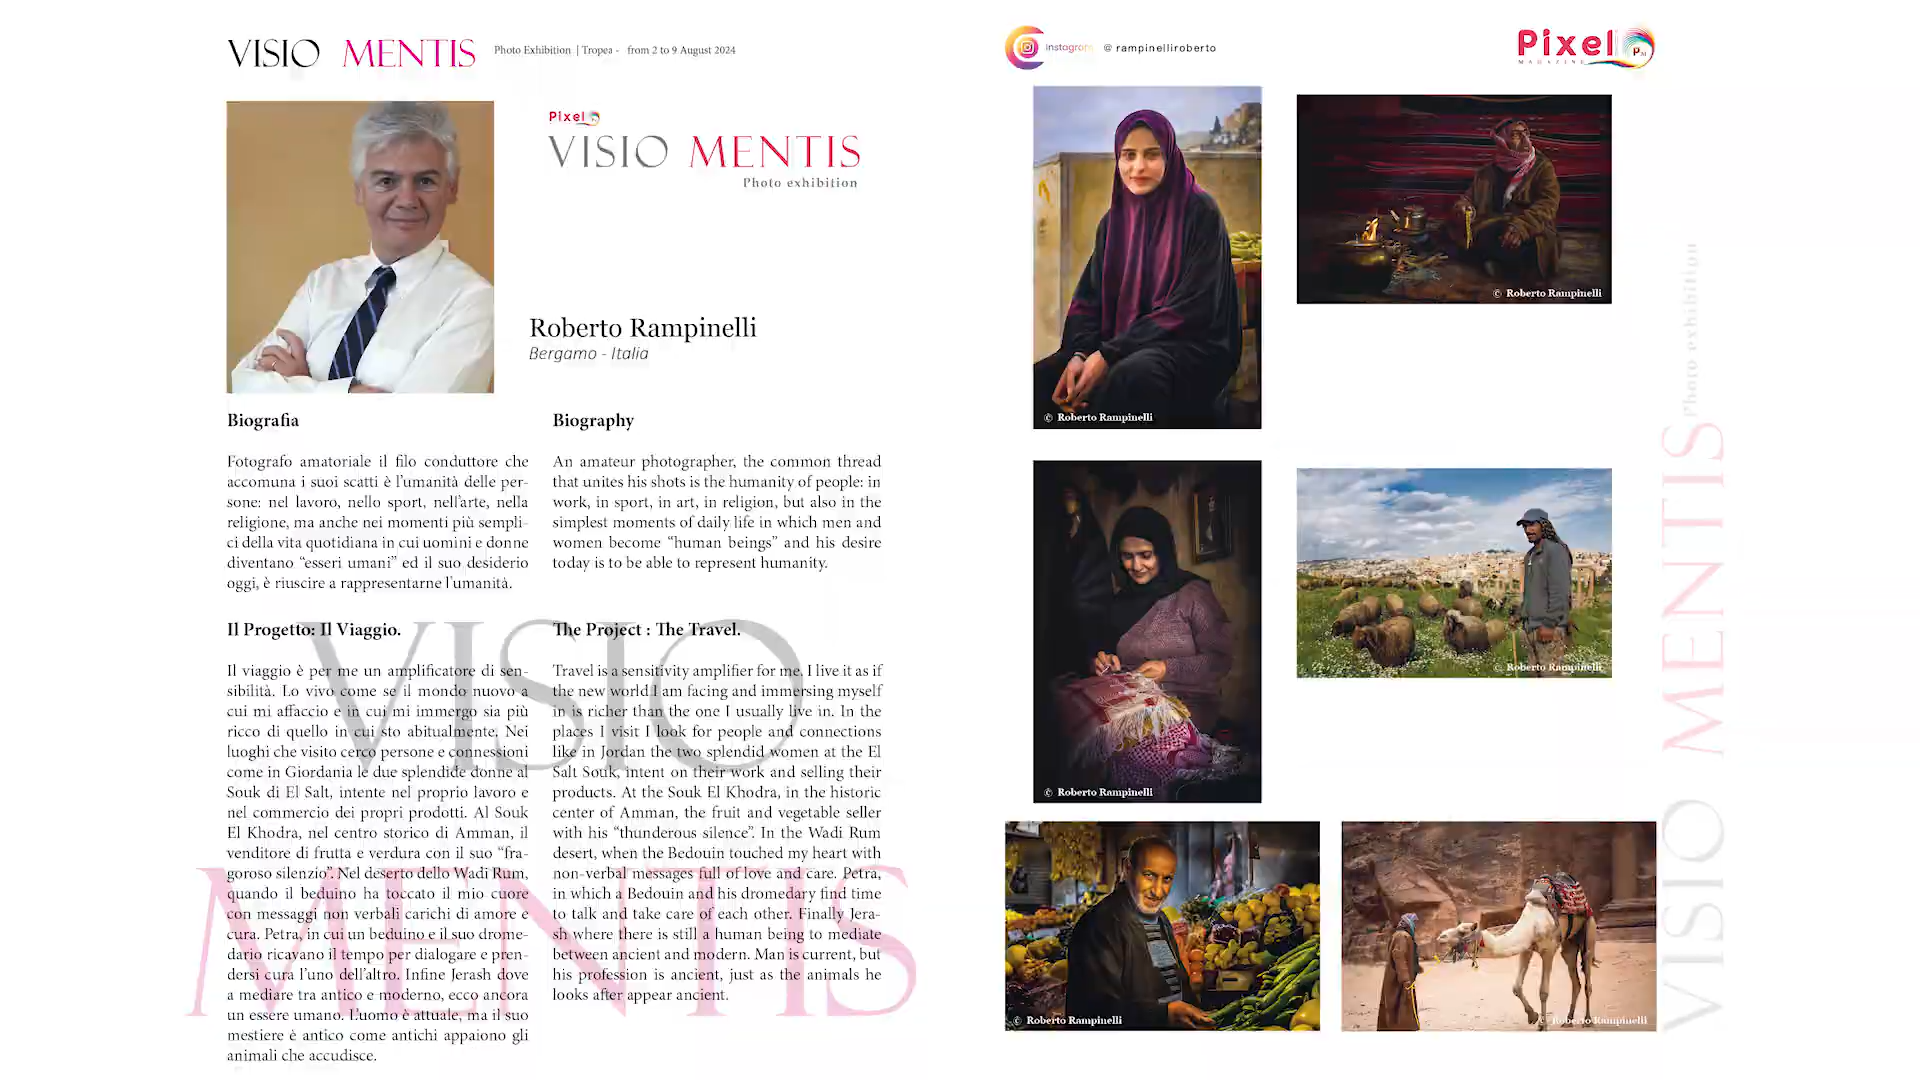 VISIO MENTIS Photo Exhibition | Tropea - from 2 to 9 August 2024
Pixel
VISIO MENTIS
Photo exhibition
Roberto Rampinelli
Bergamo - Italia
Biografia
Fotografo amatoriale il filo conduttore che
accomuna i suoi scatti è l'umanità delle per-
sone: nel lavoro, nello sport, nell'arte, nella
religione, ma anche nei momenti più sempli-
ci della vita quotidiana in cui uomini e donne
diventano “esseri umani” ed il suo desiderio
oggi, è riuscire a rappresentarne l'umanità.
Il Progetto: Il Viaggio.
Il viaggio è per me un amplificatore di sen-
sibilità. Lo vivo come se il mondo nuovo a
cui mi affaccio e in cui mi immergo sia più
ricco di quello in cui sto abitualmente. Nei
luoghi che visito cerco persone e connessioni
come in Giordania le due splendide donne al
Souk di El Salt, intente nel proprio lavoro e
nel commercio dei propri prodotti. Al Souk
El Khodra, nel centro storico di Amman, il
venditore di frutta e verdura con il suo “fra-
goroso silenzio”. Nel deserto dello Wadi Rum,
quando il beduino ha toccato il mio cuore
con messaggi non verbali carichi di amore e
cura. Petra, in cui un beduino e il suo drome-
dario ricavano il tempo per dialogare e pren-
dersi cura l'uno dell'altro. Infine Jerash dove
a mediare tra antico e moderno, ecco ancora
un essere umano. L'uomo è attuale, ma il suo
mestiere è antico come antichi appaiono gli
animali che accudisce.
Biography
An amateur photographer, the common thread
that unites his shots is the humanity of people: in
work, in sport, in art, in religion, but also in the
simplest moments of daily life in which men and
women become “human beings” and his desire
today is to be able to represent humanity.
The Project : The Travel.
Travel is a sensitivity amplifier for me. I live it as if
the new world I am facing and immersing myself
in is richer than the one I usually live in. In the
places I visit I look for people and connections
like in Jordan the two splendid women at the El
Salt Souk, intent on their work and selling their
products. At the Souk El Khodra, in the historic
center of Amman, the fruit and vegetable seller
with his “thunderous silence”. In the Wadi Rum
desert, when the Bedouin touched my heart with
non-verbal messages full of love and care. Petra,
in which a Bedouin and his dromedary find time
to talk and take care of each other. Finally Jera-
sh where there is still a human being to mediate
between ancient and modern. Man is current, but
his profession is ancient, just as the animals he
looks after appear ancient.
VISIO
MENTIS
instagram @ rampinelliroberto
Pixel
MAGAZINE
© Roberto Rampinelli
© Roberto Rampinelli
© Roberto Rampinelli
© Roberto Rampinelli
© Roberto Rampinelli
© Roberto Rampinelli
VISIO MENTIS Photo exhibition